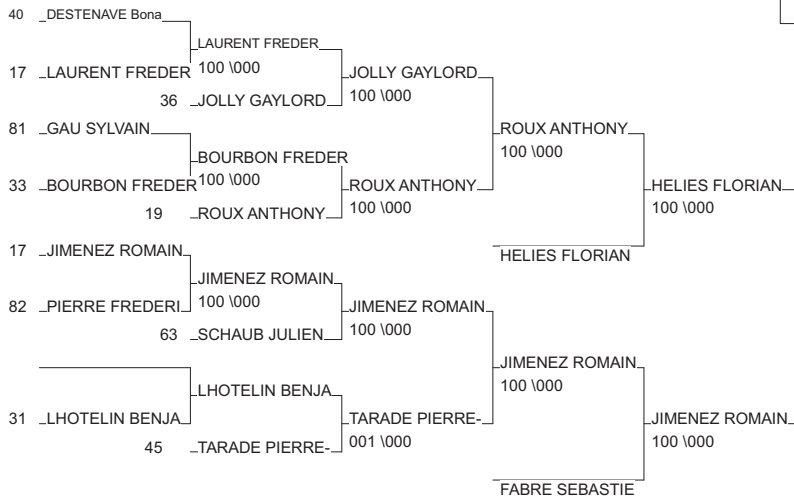 40 DESTENAVE Bona
LAURENT FREDER
17 LAURENT FREDER 100 \000 JOLLY GAYLORD
36 JOLLY GAYLORD 100 \000
81 GAU SYLVAIN ROUX ANTHONY
BOURBON FREDER 100 \000
33 BOURBON FREDER 100 \000 ROUX ANTHONY HELIES FLORIAN
19 ROUX ANTHONY 100 \000 100 \000
17 JIMENEZ ROMAIN HELIES FLORIAN
JIMENEZ ROMAIN
82 PIERRE FREDERI 100 \000 JIMENEZ ROMAIN
63 SCHAUB JULIEN 100 \000
JIMENEZ ROMAIN
LHOTELIN BENJA 100 \000
31 LHOTELIN BENJA TARADE PIERRE- JIMENEZ ROMAIN
45 TARADE PIERRE- 001 \000 100 \000
FABRE SEBASTIE